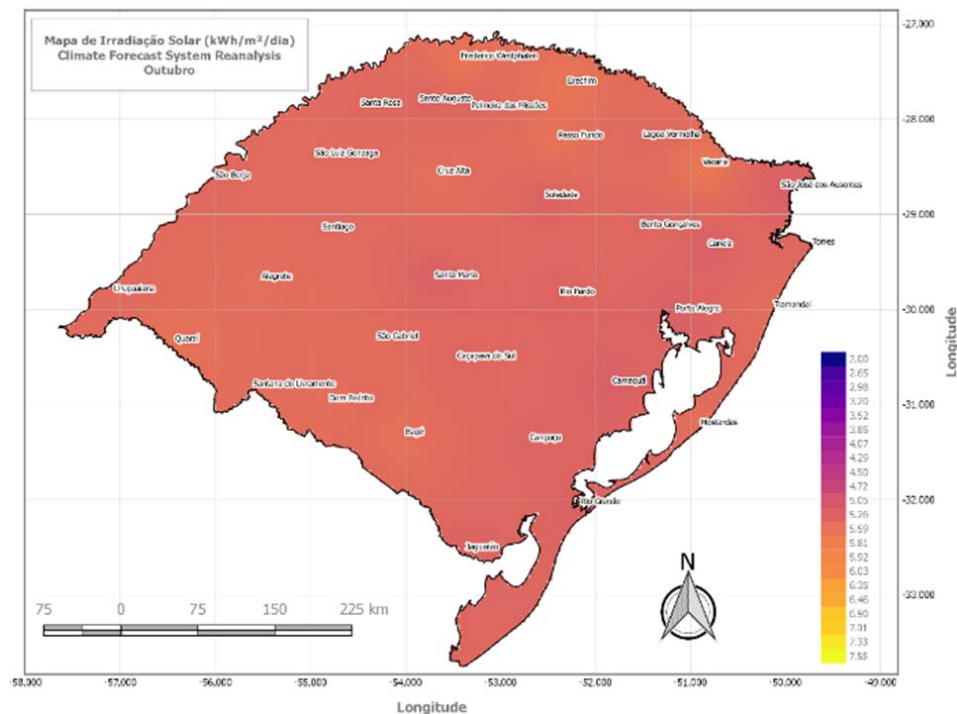 Mapa de Irradiação Solar (kWh/m²/dia)
Climate Forecast System Reanalysis
Outubro
-27.000
Frederico Westphalen
Erechim
Santa Rosa
Santo Augusto
Palmeira das Missões
-28.000
Passo Fundo
Lagoa Vermelha
São Luiz Gonzaga
Vacaria
São Borja
Cruz Alta
São José dos Ausentes
Soledade
-29.000
Santiago
Bento Gonçalves
Canela
Torres
Alegrete
Santa Maria
Uruguaiana
Rio Pardo
Tramandaí
Porto Alegre
-30.000
Quaraí
São Gabriel
Caçapava do Sul
Longitude
Santana do Livramento
Camaquã
Dom Pedrito
-31.000
Mostardas
Bagé
Canguçu
-32.000
Rio Grande
Jaguarão
-33.000
2.00
2.65
2.98
3.20
3.52
3.85
4.07
4.29
4.50
4.72
5.05
5.26
5.59
5.81
5.92
6.03
6.35
6.46
6.90
7.01
7.33
7.55
N
75 0 75 150 225 km
-58.000 -57.000 -56.000 -55.000 -54.000 -53.000 -52.000 -51.000 -50.000 -49.000
Longitude